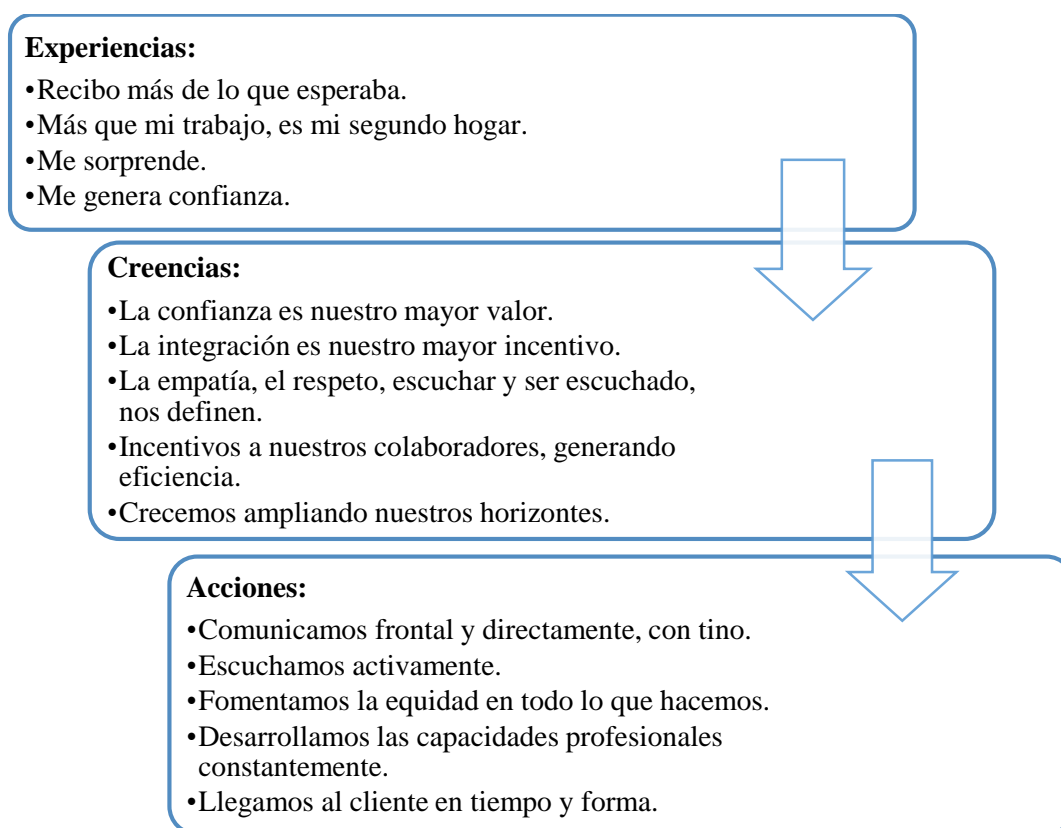 Experiencias:
•Recibo más de lo que esperaba.
•Más que mi trabajo, es mi segundo hogar.
•Me sorprende.
•Me genera confianza.
Creencias:
•La confianza es nuestro mayor valor.
•La integración es nuestro mayor incentivo.
•La empatía, el respeto, escuchar y ser escuchado,
nos definen.
•Incentivos a nuestros colaboradores, generando
eficiencia.
•Crecemos ampliando nuestros horizontes.
Acciones:
•Comunicamos frontal y directamente, con tino.
•Escuchamos activamente.
•Fomentamos la equidad en todo lo que hacemos.
•Desarrollamos las capacidades profesionales
constantemente.
•Llegamos al cliente en tiempo y forma.